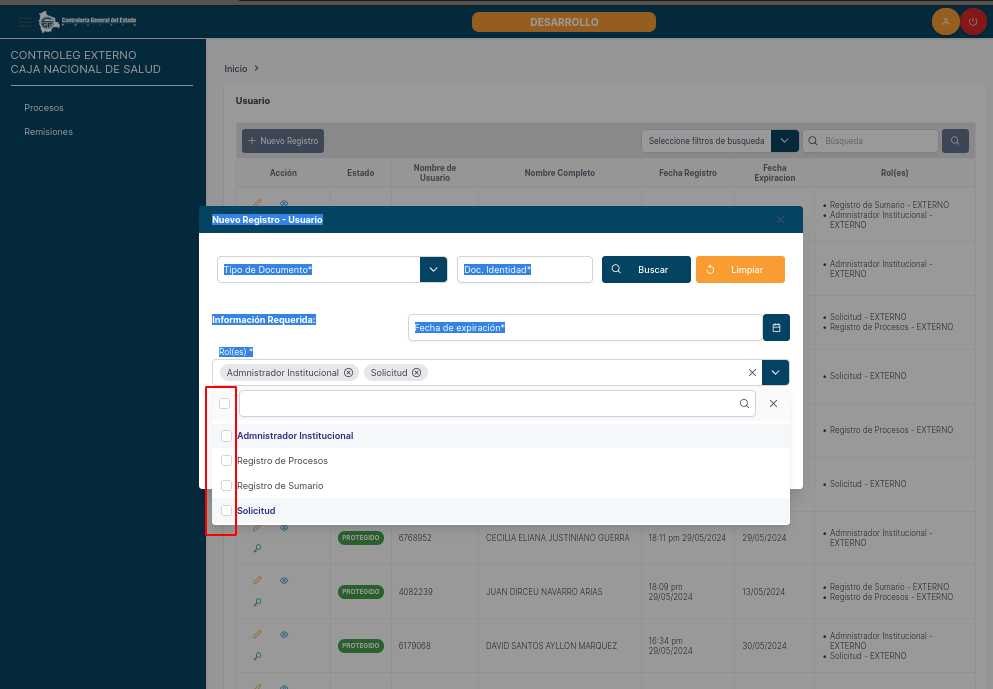 Contraloría General del Estado
DESARROLLO
CONTROLEG EXTERNO
CAJA NACIONAL DE SALUD
Procesos
Remisiones
Inicio
Usuario
Nuevo Registro
Seleccione filtros de busqueda
Búsqueda
Acción
Estado
Nombre de
Usuario
Nombre Completo
Fecha Registro
Fecha
Expiracion
Rol(es)
• Registro de Sumario - EXTERNO
• Admnistrador Institucional -
EXTERNO
Nuevo Registro - Usuario
Tipo de Documento*
Doc. Identidad*
Buscar
Limpiar
• Admnistrador Institucional -
EXTERNO
Información Requerida:
Fecha de expiración*
• Solicitud - EXTERNO
• Registro de Procesos - EXTERNO
Rol(es) *
Admnistrador Institucional
Solicitud
• Solicitud - EXTERNO
Admnistrador Institucional
Registro de Procesos
Registro de Sumario
Solicitud
• Registro de Procesos - EXTERNO
• Solicitud - EXTERNO
PROTEGIDO
6768952
CECILIA ELIANA JUSTINIANO GUERRA
18:11 pm 29/05/2024
29/05/2024
• Admnistrador Institucional -
EXTERNO
PROTEGIDO
4082239
JUAN DIRCEU NAVARRO ARIAS
18:09 pm
29/05/2024
13/05/2024
• Registro de Sumario - EXTERNO
• Registro de Procesos - EXTERNO
PROTEGIDO
6179068
DAVID SANTOS AYLLON MARQUEZ
16:34 pm
29/05/2024
30/05/2024
• Admnistrador Institucional -
EXTERNO
• Solicitud - EXTERNO